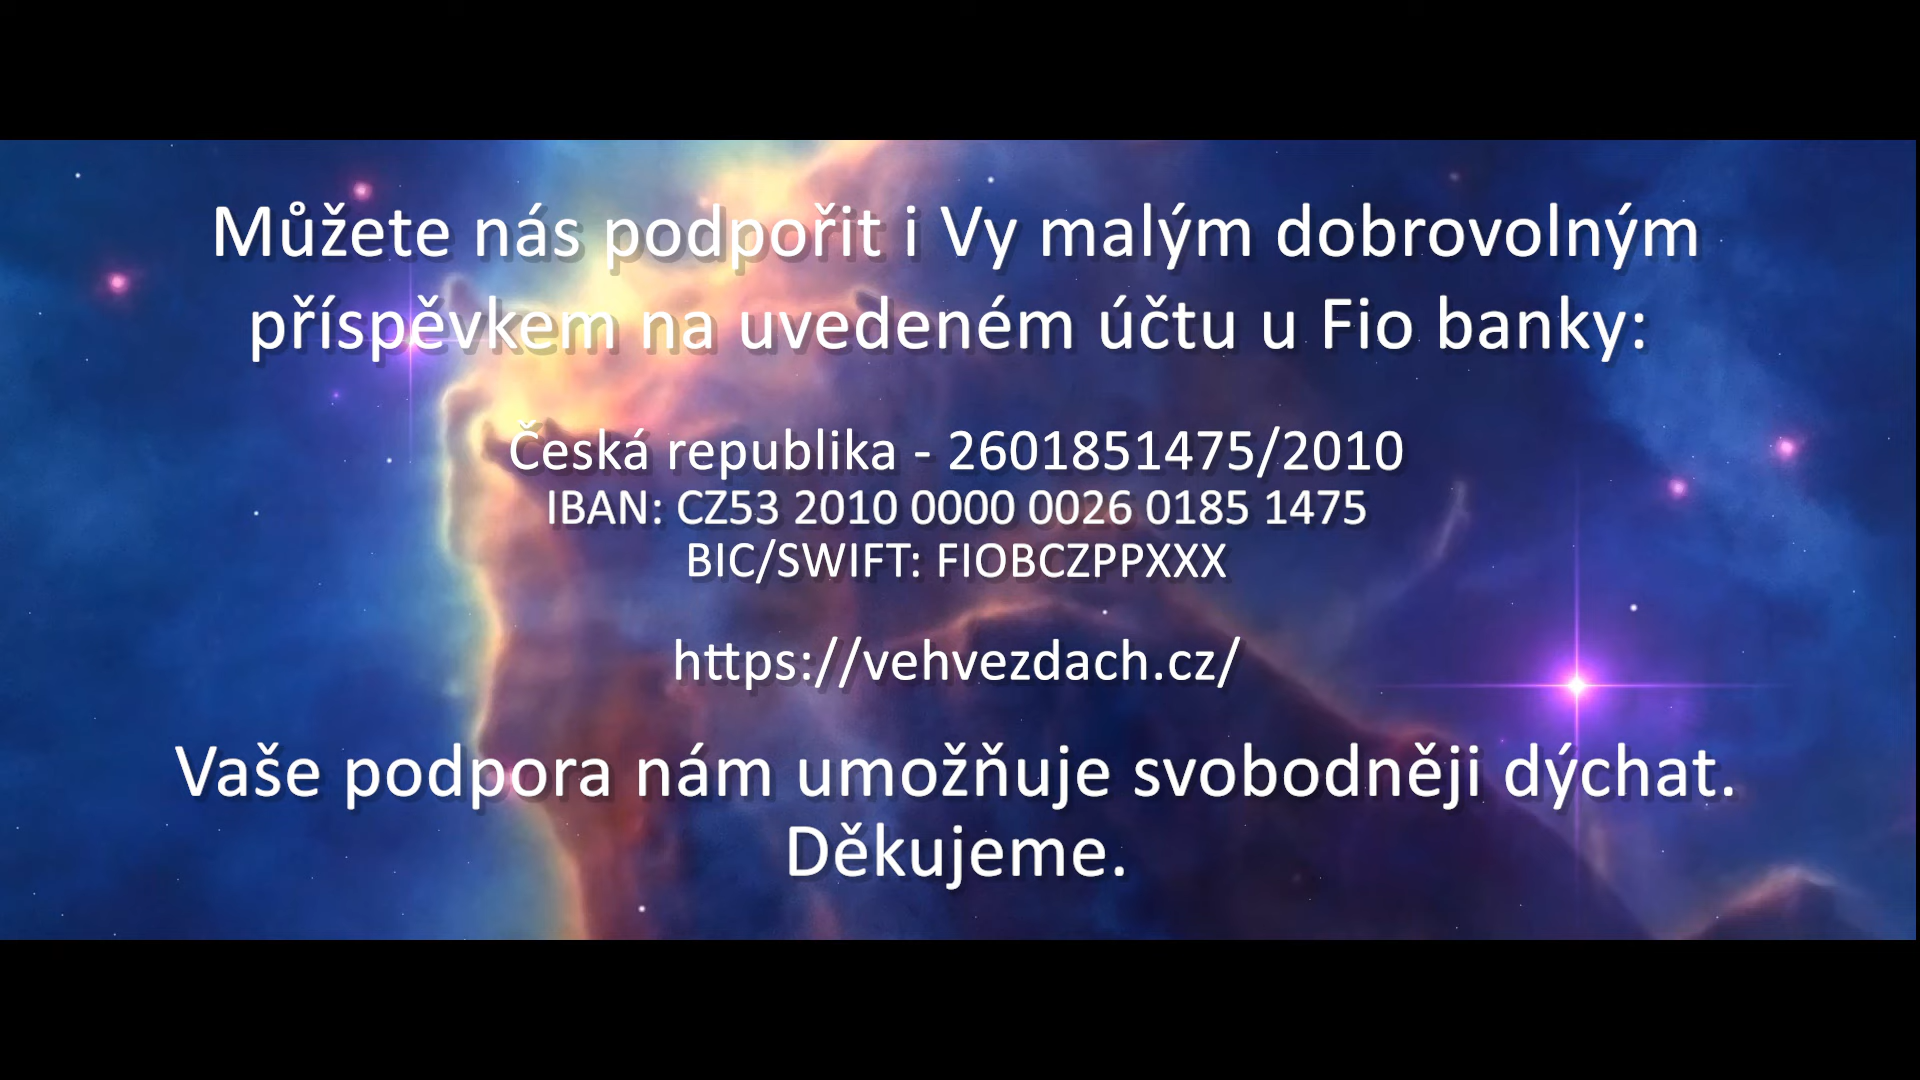 Můžete nás podpořit i Vy malým dobrovolným
příspěvkem na uvedeném účtu u Fio banky:
Česká republika - 2601851475/2010
IBAN: CZ53 2010 0000 0026 0185 1475
BIC/SWIFT: FIOBCZPPXXX
https://vehvezdach.cz/
Vaše podpora nám umožňuje svobodněji dýchat.
Děkujeme.